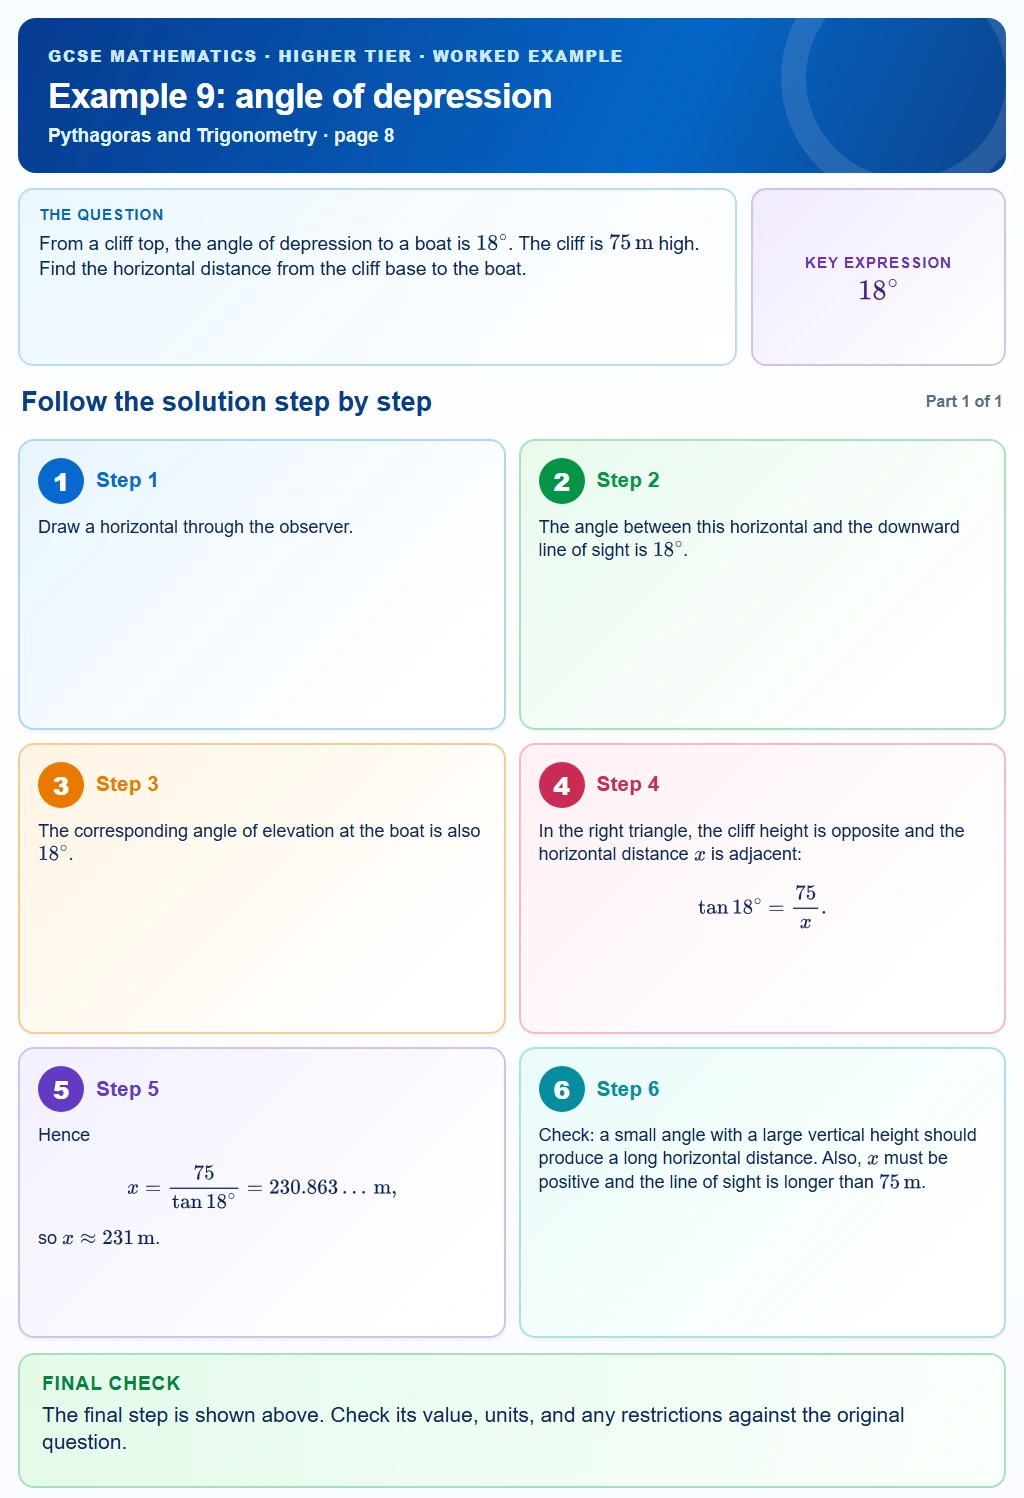 GCSE MATHEMATICS · HIGHER TIER · WORKED EXAMPLE
Example 9: angle of depression
Pythagoras and Trigonometry · page 8
THE QUESTION
From a cliff top, the angle of depression to a boat is 18°. The cliff is 75 m high.
Find the horizontal distance from the cliff base to the boat.
KEY EXPRESSION
18°
Follow the solution step by step
Part 1 of 1
1 Step 1
Draw a horizontal through the observer.
2 Step 2
The angle between this horizontal and the downward
line of sight is 18°.
3 Step 3
The corresponding angle of elevation at the boat is also
18°.
4 Step 4
In the right triangle, the cliff height is opposite and the
horizontal distance x is adjacent:
tan 18° = 75/x.
5 Step 5
Hence
x = 75/tan 18° = 230.863… m,
so x ≈ 231 m.
6 Step 6
Check: a small angle with a large vertical height should
produce a long horizontal distance. Also, x must be
positive and the line of sight is longer than 75 m.
FINAL CHECK
The final step is shown above. Check its value, units, and any restrictions against the original
question.